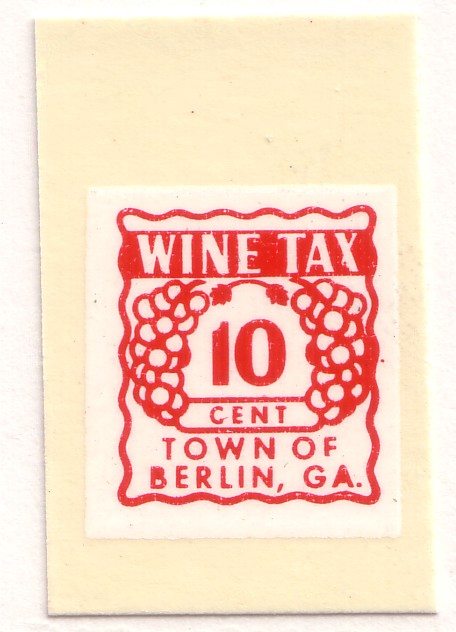 WINE TAX
10
CENT
TOWN OF
BERLIN, GA.